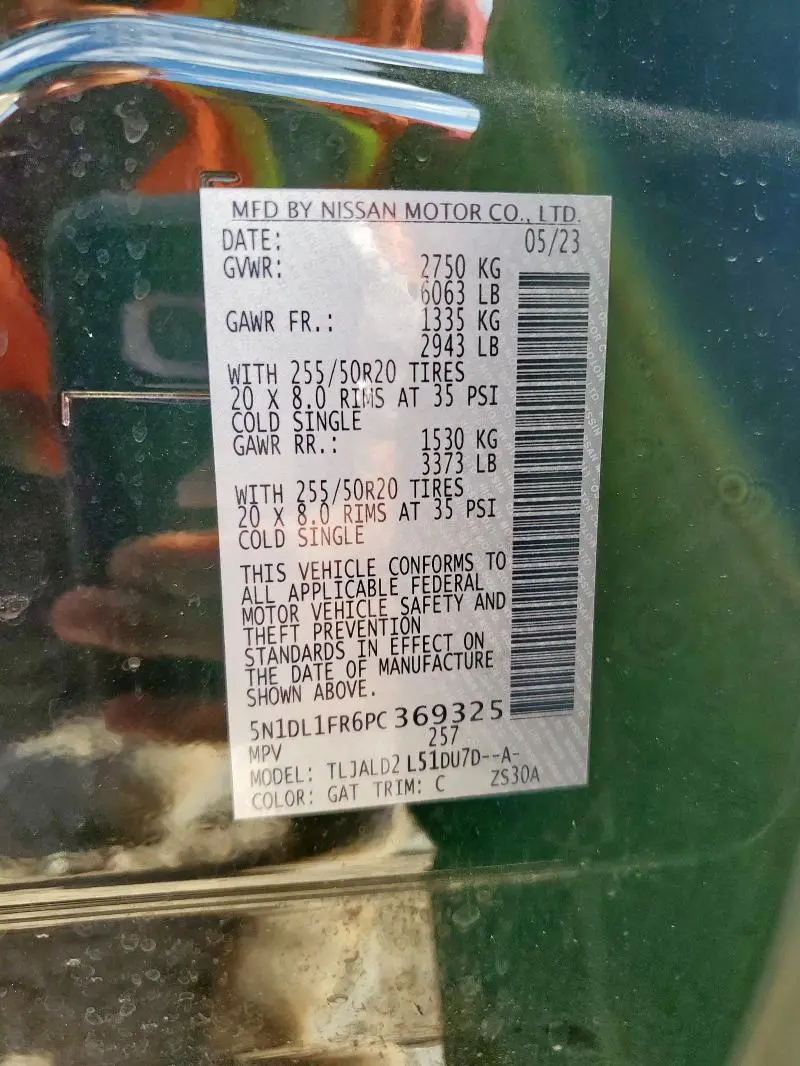 MFD BY NISSAN MOTOR CO., LTD.
DATE: 05/23
GVWR: 2750 KG
6063 LB
GAWR FR.: 1335 KG
2943 LB
WITH 255/50R20 TIRES
20 X 8.0 RIMS AT 35 PSI
COLD SINGLE
GAWR RR.: 1530 KG
3373 LB
WITH 255/50R20 TIRES
20 X 8.0 RIMS AT 35 PSI
COLD SINGLE
THIS VEHICLE CONFORMS TO
ALL APPLICABLE FEDERAL
MOTOR VEHICLE SAFETY AND
THEFT PREVENTION
STANDARDS IN EFFECT ON
THE DATE OF MANUFACTURE
SHOWN ABOVE.
5N1DL1FR6PC 369325
MPV 257
MODEL: TLJALD2 L51DU7D--A-
COLOR: GAT TRIM: C ZS30A